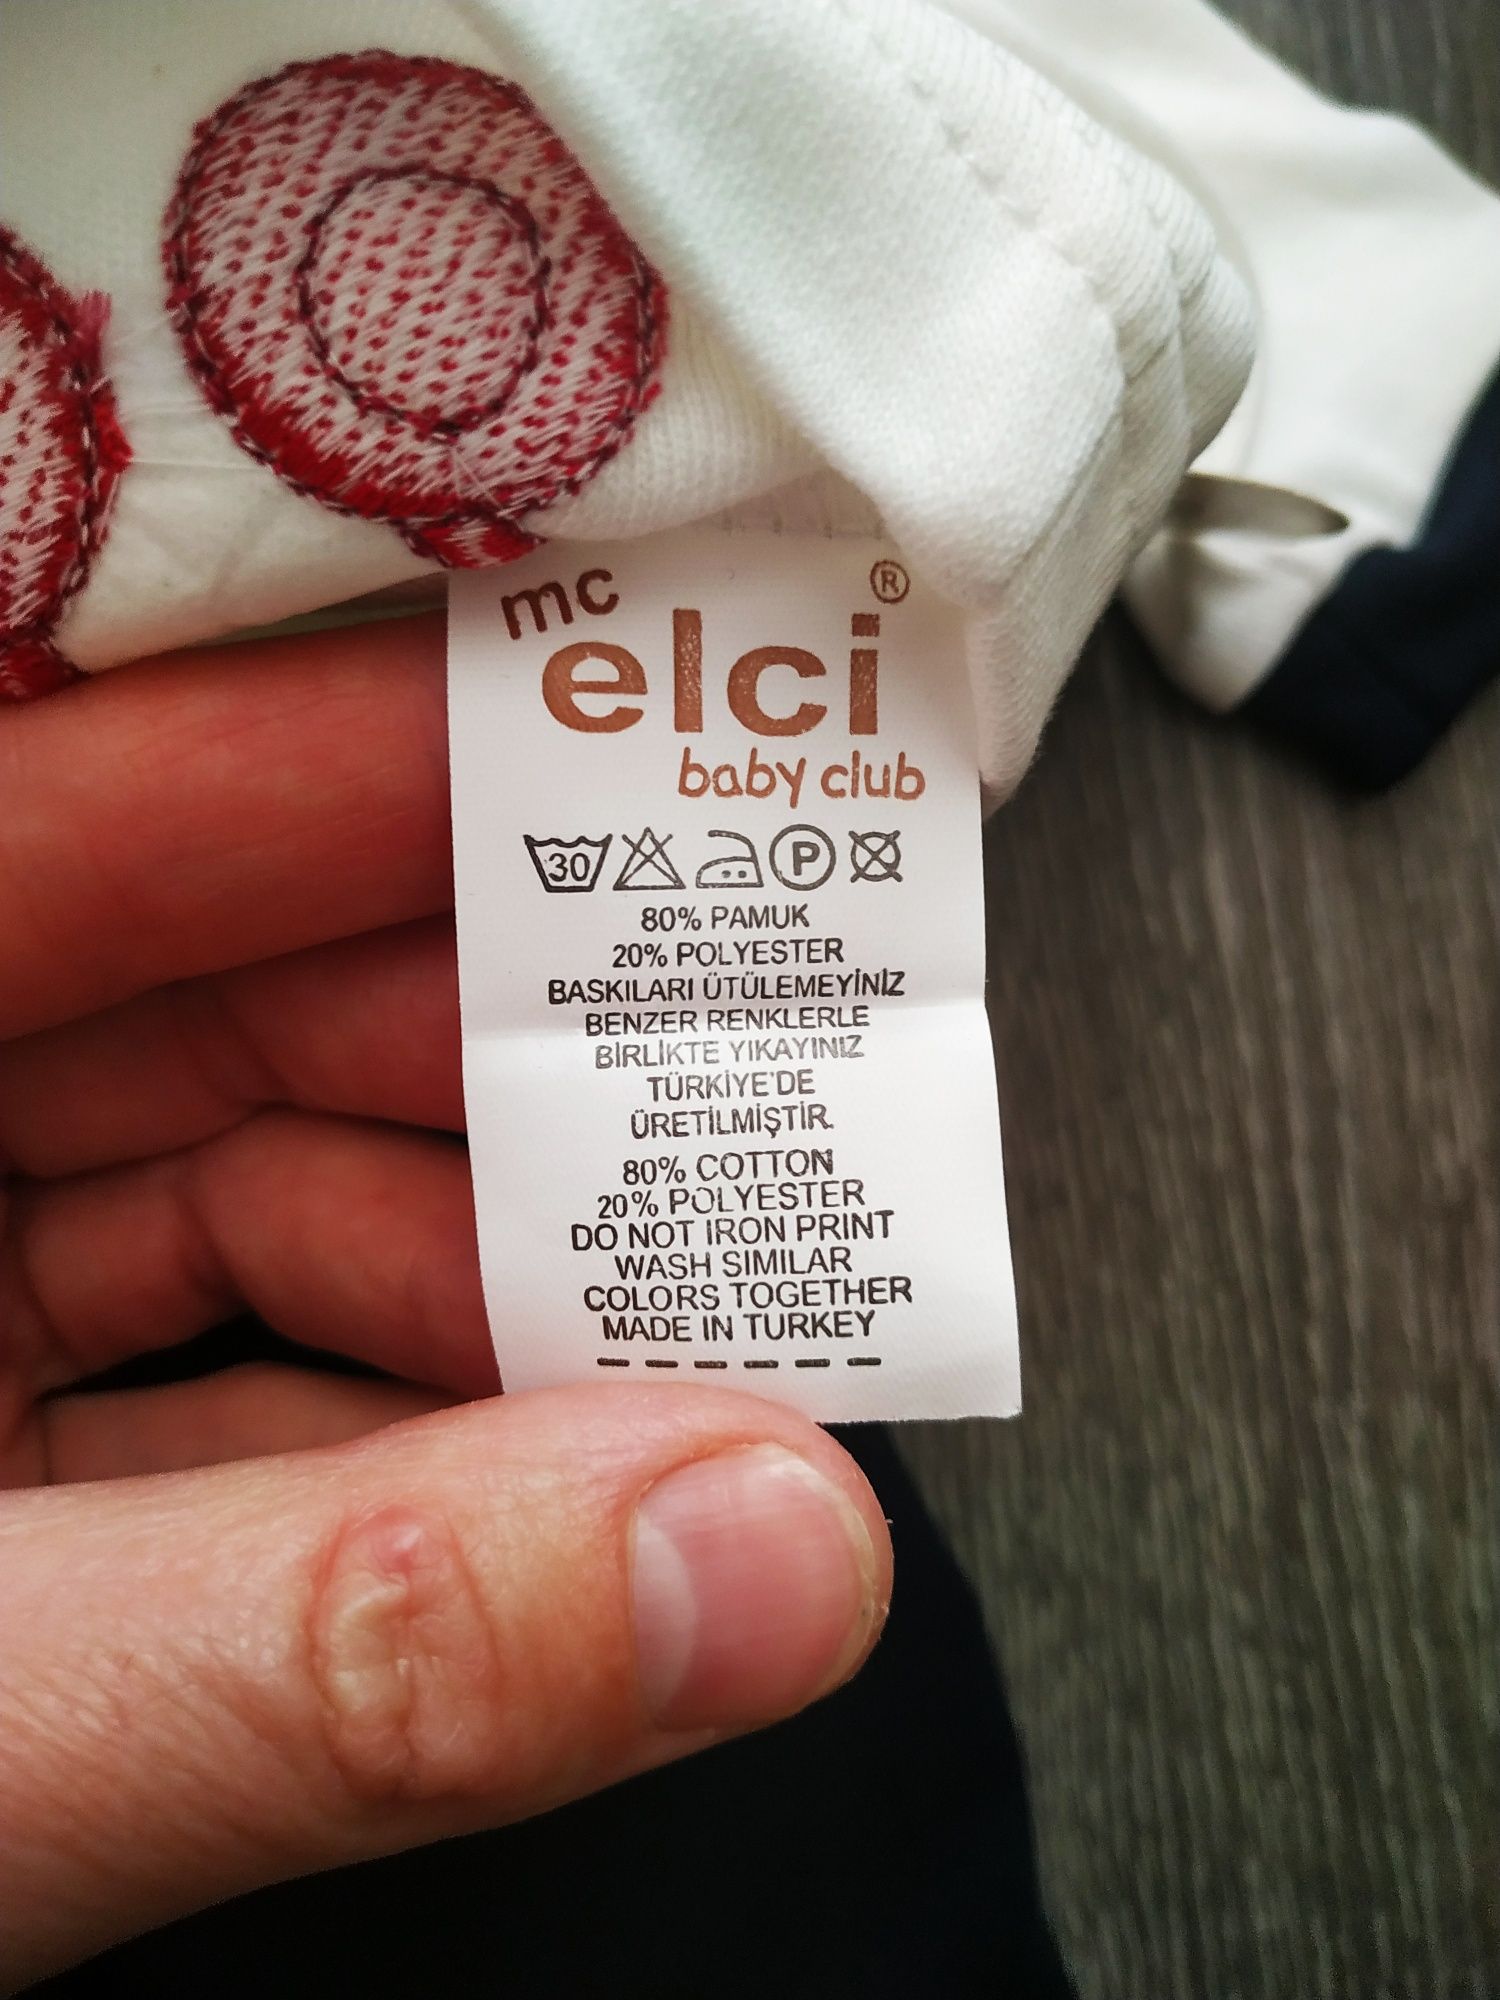 mc
elci®
baby club
30 P
80% PAMUK
20% POLYESTER
BASKILARI ÜTÜLEMEYİNİZ
BENZER RENKLERLE
BİRLİKTE YIKAYINIZ
TÜRKİYE'DE
ÜRETİLMİŞTİR.
80% COTTON
20% POLYESTER
DO NOT IRON PRINT
WASH SIMILAR
COLORS TOGETHER
MADE IN TURKEY